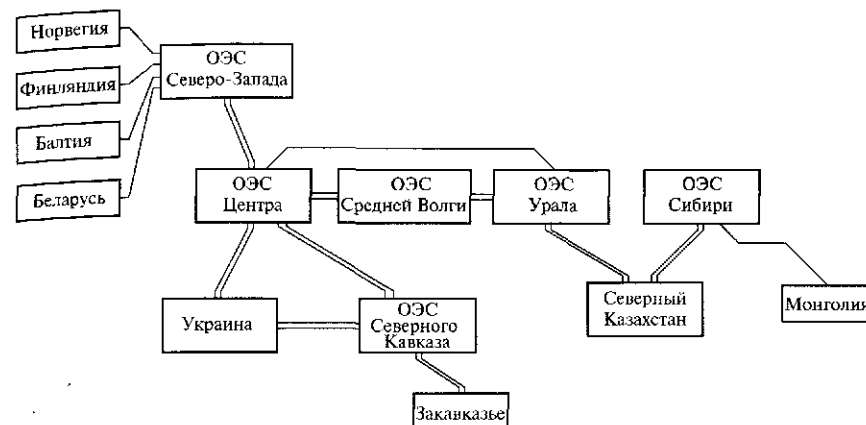 Норвегия
ОЭС
Северо-Запада
Финляндия
Балтия
Беларусь
ОЭС
Центра
ОЭС
Средней Волги
ОЭС
Урала
ОЭС
Сибири
Украина
ОЭС
Северного
Кавказа
Северный
Казахстан
Монголия
Закавказье